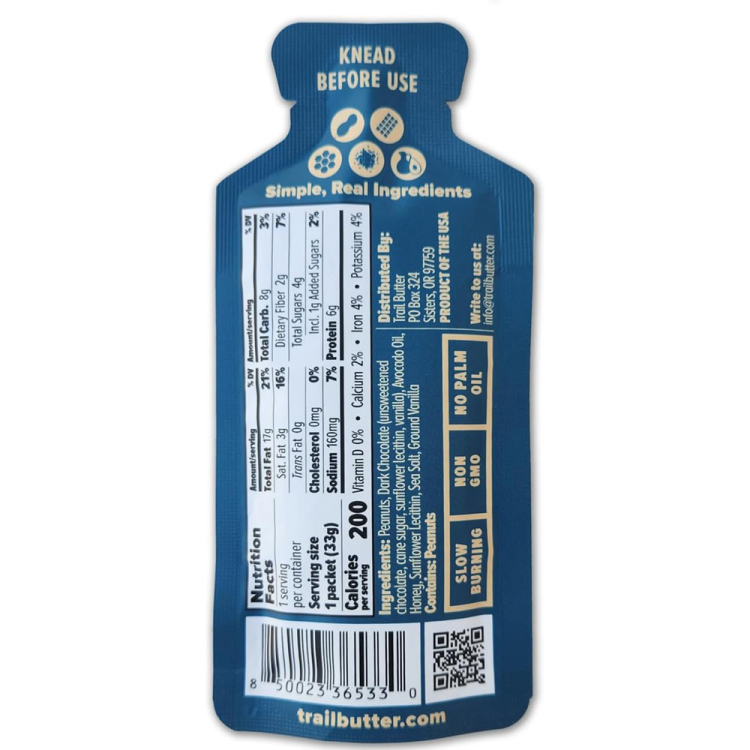 KNEAD
BEFORE USE
Simple, Real Ingredients
Nutrition
Facts
1 serving
per container
Serving size
1 packet (33g)
Calories 200
per serving
Amount/serving % DV
Total Fat 17g 21%
Sat. Fat 3g 16%
Trans Fat 0g
Cholesterol 0mg 0%
Sodium 160mg 7%
Amount/serving % DV
Total Carb. 8g 3%
Dietary Fiber 2g 7%
Total Sugars 4g
Incl. 1g Added Sugars 2%
Protein 6g
Vitamin D 0% • Calcium 2% • Iron 4% • Potassium 4%
Ingredients: Peanuts, Dark Chocolate (unsweetened
chocolate, cane sugar, sunflower lecithin, vanilla), Avocado Oil,
Honey, Sunflower Lecithin, Sea Salt, Ground Vanilla
Contains: Peanuts
Distributed By:
Trail Butter
PO Box 324
Sisters, OR 97759
PRODUCT OF THE USA
Write to us at:
info@trailbutter.com
SLOW
BURNING
NON
GMO
NO PALM
OIL
8 50023 36533 0
trailbutter.com